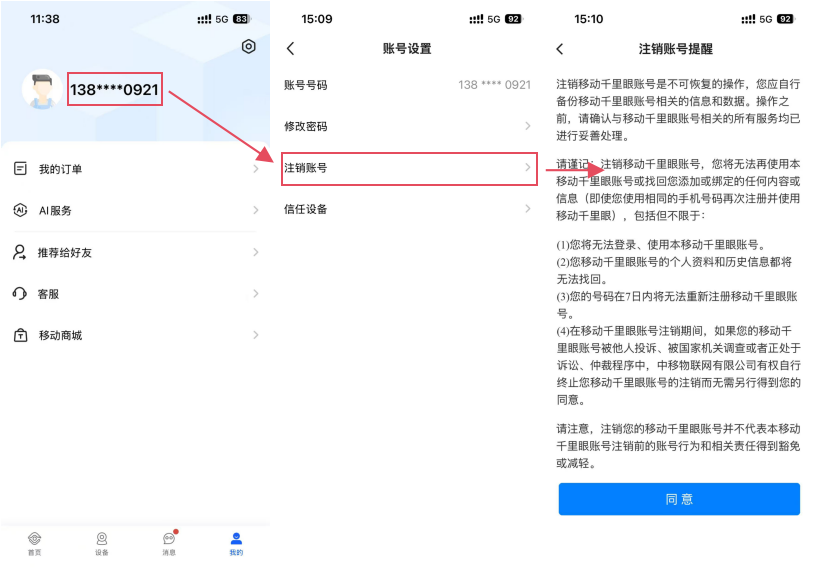 11:38
5G 83
138****0921
我的订单
AI服务
推荐给好友
客服
移动商城
首页
设备
消息
我的
15:09
5G 92
账号设置
账号号码 138 **** 0921
修改密码
注销账号
信任设备
15:10
5G 92
注销账号提醒
注销移动千里眼账号是不可恢复的操作，您应自行
备份移动千里眼账号相关的信息和数据。操作之
前，请确认与移动千里眼账号相关的所有服务均已
进行妥善处理。
请谨记：注销移动千里眼账号，您将无法再使用本
移动千里眼账号或找回您添加或绑定的任何内容或
信息（即使您使用相同的手机号码再次注册并使用
移动千里眼），包括但不限于：
(1)您将无法登录、使用本移动千里眼账号。
(2)您移动千里眼账号的个人资料和历史信息都将
无法找回。
(3)您的号码在7日内将无法重新注册移动千里眼账
号。
(4)在移动千里眼账号注销期间，如果您的移动千
里眼账号被他人投诉、被国家机关调查或者正处于
诉讼、仲裁程序中，中移物联网有限公司有权自行
终止您移动千里眼账号的注销而无需另行得到您的
同意。
请注意，注销您的移动千里眼账号并不代表本移动
千里眼账号注销前的账号行为和相关责任得到豁免
或减轻。
同意